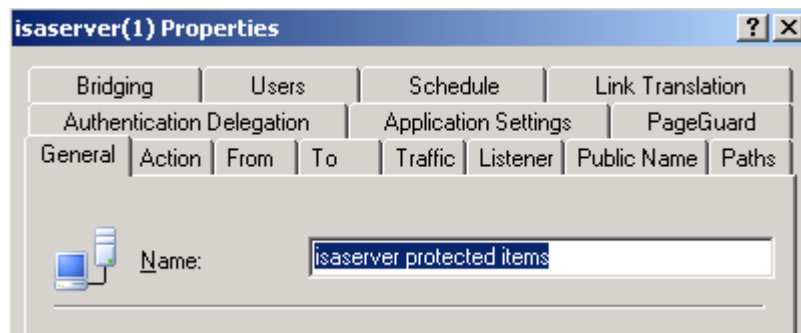 isaserver(1) Properties
Bridging Users Schedule Link Translation
Authentication Delegation Application Settings PageGuard
General Action From To Traffic Listener Public Name Paths
Name: isaserver protected items